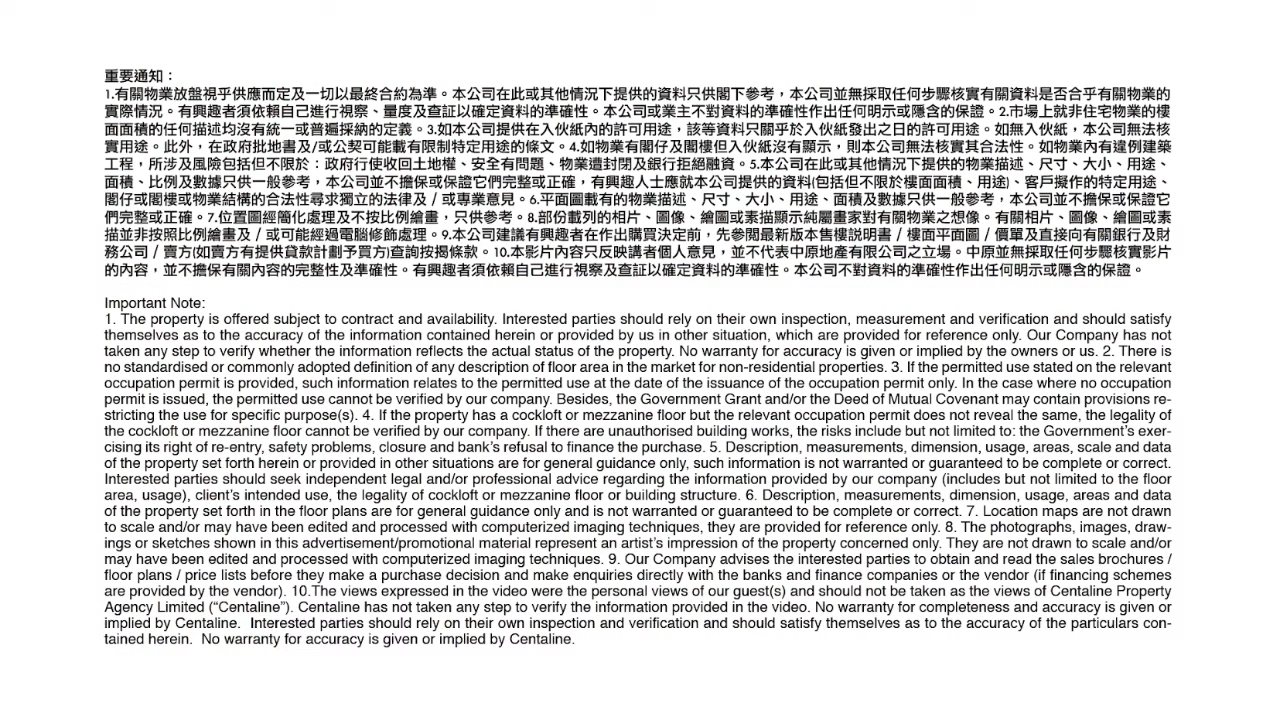 重要通知：
1.有關物業放盤視乎供應而定及一切以最終合約為準。本公司在此或其他情況下提供的資料只供閣下參考，本公司並無採取任何步驟核實有關資料是否合乎有關物業的
實際情況。有興趣者須依賴自己進行視察、量度及查証以確定資料的準確性。本公司或業主不對資料的準確性作出任何明示或隱含的保證。2.市場上就非住宅物業的樓
面面積的任何描述均沒有統一或普遍採納的定義。3.如本公司提供在入伙紙內的許可用途，該等資料只關乎於入伙紙發出之日的許可用途。如無入伙紙，本公司無法核
實用途。此外，在政府批地書及/或公契可能載有限制特定用途的條文。4.如物業有閣仔及閣樓但入伙紙沒有顯示，則本公司無法核實其合法性。如物業內有違例建築
工程，所涉及風險包括但不限於：政府行使收回土地權、安全有問題、物業遭封閉及銀行拒絕融資。5.本公司在此或其他情況下提供的物業描述、尺寸、大小、用途、
面積、比例及數據只供一般參考，本公司並不擔保或保證它們完整或正確，有興趣人士應就本公司提供的資料(包括但不限於樓面面積、用途)、客戶擬作的特定用途、
閣仔或閣樓或物業結構的合法性尋求獨立的法律及 / 或專業意見。6.平面圖載有的物業描述、尺寸、大小、用途、面積及數據只供一般參考，本公司並不擔保或保證它
們完整或正確。7.位置圖經簡化處理及不按比例繪畫，只供參考。8.部份載列的相片、圖像、繪圖或素描顯示純屬畫家對有關物業之想像。有關相片、圖像、繪圖或素
描並非按照比例繪畫及 / 或可能經過電腦修飾處理。9.本公司建議有興趣者在作出購買決定前，先參閱最新版本售樓説明書 / 樓面平面圖 / 價單及直接向有關銀行及財
務公司 / 賣方(如賣方有提供貸款計劃予買方)查詢按揭條款。10.本影片內容只反映講者個人意見，並不代表中原地產有限公司之立場。中原並無採取任何步驟核實影片
的內容，並不擔保有關內容的完整性及準確性。有興趣者須依賴自己進行視察及查証以確定資料的準確性。本公司不對資料的準確性作出任何明示或隱含的保證。
Important Note:
1. The property is offered subject to contract and availability. Interested parties should rely on their own inspection, measurement and verification and should satisfy
themselves as to the accuracy of the information contained herein or provided by us in other situation, which are provided for reference only. Our Company has not
taken any step to verify whether the information reflects the actual status of the property. No warranty for accuracy is given or implied by the owners or us. 2. There is
no standardised or commonly adopted definition of any description of floor area in the market for non-residential properties. 3. If the permitted use stated on the relevant
occupation permit is provided, such information relates to the permitted use at the date of the issuance of the occupation permit only. In the case where no occupation
permit is issued, the permitted use cannot be verified by our company. Besides, the Government Grant and/or the Deed of Mutual Covenant may contain provisions re-
stricting the use for specific purpose(s). 4. If the property has a cockloft or mezzanine floor but the relevant occupation permit does not reveal the same, the legality of
the cockloft or mezzanine floor cannot be verified by our company. If there are unauthorised building works, the risks include but not limited to: the Government’s exer-
cising its right of re-entry, safety problems, closure and bank’s refusal to finance the purchase. 5. Description, measurements, dimension, usage, areas, scale and data
of the property set forth herein or provided in other situations are for general guidance only, such information is not warranted or guaranteed to be complete or correct.
Interested parties should seek independent legal and/or professional advice regarding the information provided by our company (includes but not limited to the floor
area, usage), client’s intended use, the legality of cockloft or mezzanine floor or building structure. 6. Description, measurements, dimension, usage, areas and data
of the property set forth in the floor plans are for general guidance only and is not warranted or guaranteed to be complete or correct. 7. Location maps are not drawn
to scale and/or may have been edited and processed with computerized imaging techniques, they are provided for reference only. 8. The photographs, images, draw-
ings or sketches shown in this advertisement/promotional material represent an artist’s impression of the property concerned only. They are not drawn to scale and/or
may have been edited and processed with computerized imaging techniques. 9. Our Company advises the interested parties to obtain and read the sales brochures /
floor plans / price lists before they make a purchase decision and make enquiries directly with the banks and finance companies or the vendor (if financing schemes
are provided by the vendor). 10.The views expressed in the video were the personal views of our guest(s) and should not be taken as the views of Centaline Property
Agency Limited (“Centaline”). Centaline has not taken any step to verify the information provided in the video. No warranty for completeness and accuracy is given or
implied by Centaline.  Interested parties should rely on their own inspection and verification and should satisfy themselves as to the accuracy of the particulars con-
tained herein.  No warranty for accuracy is given or implied by Centaline.